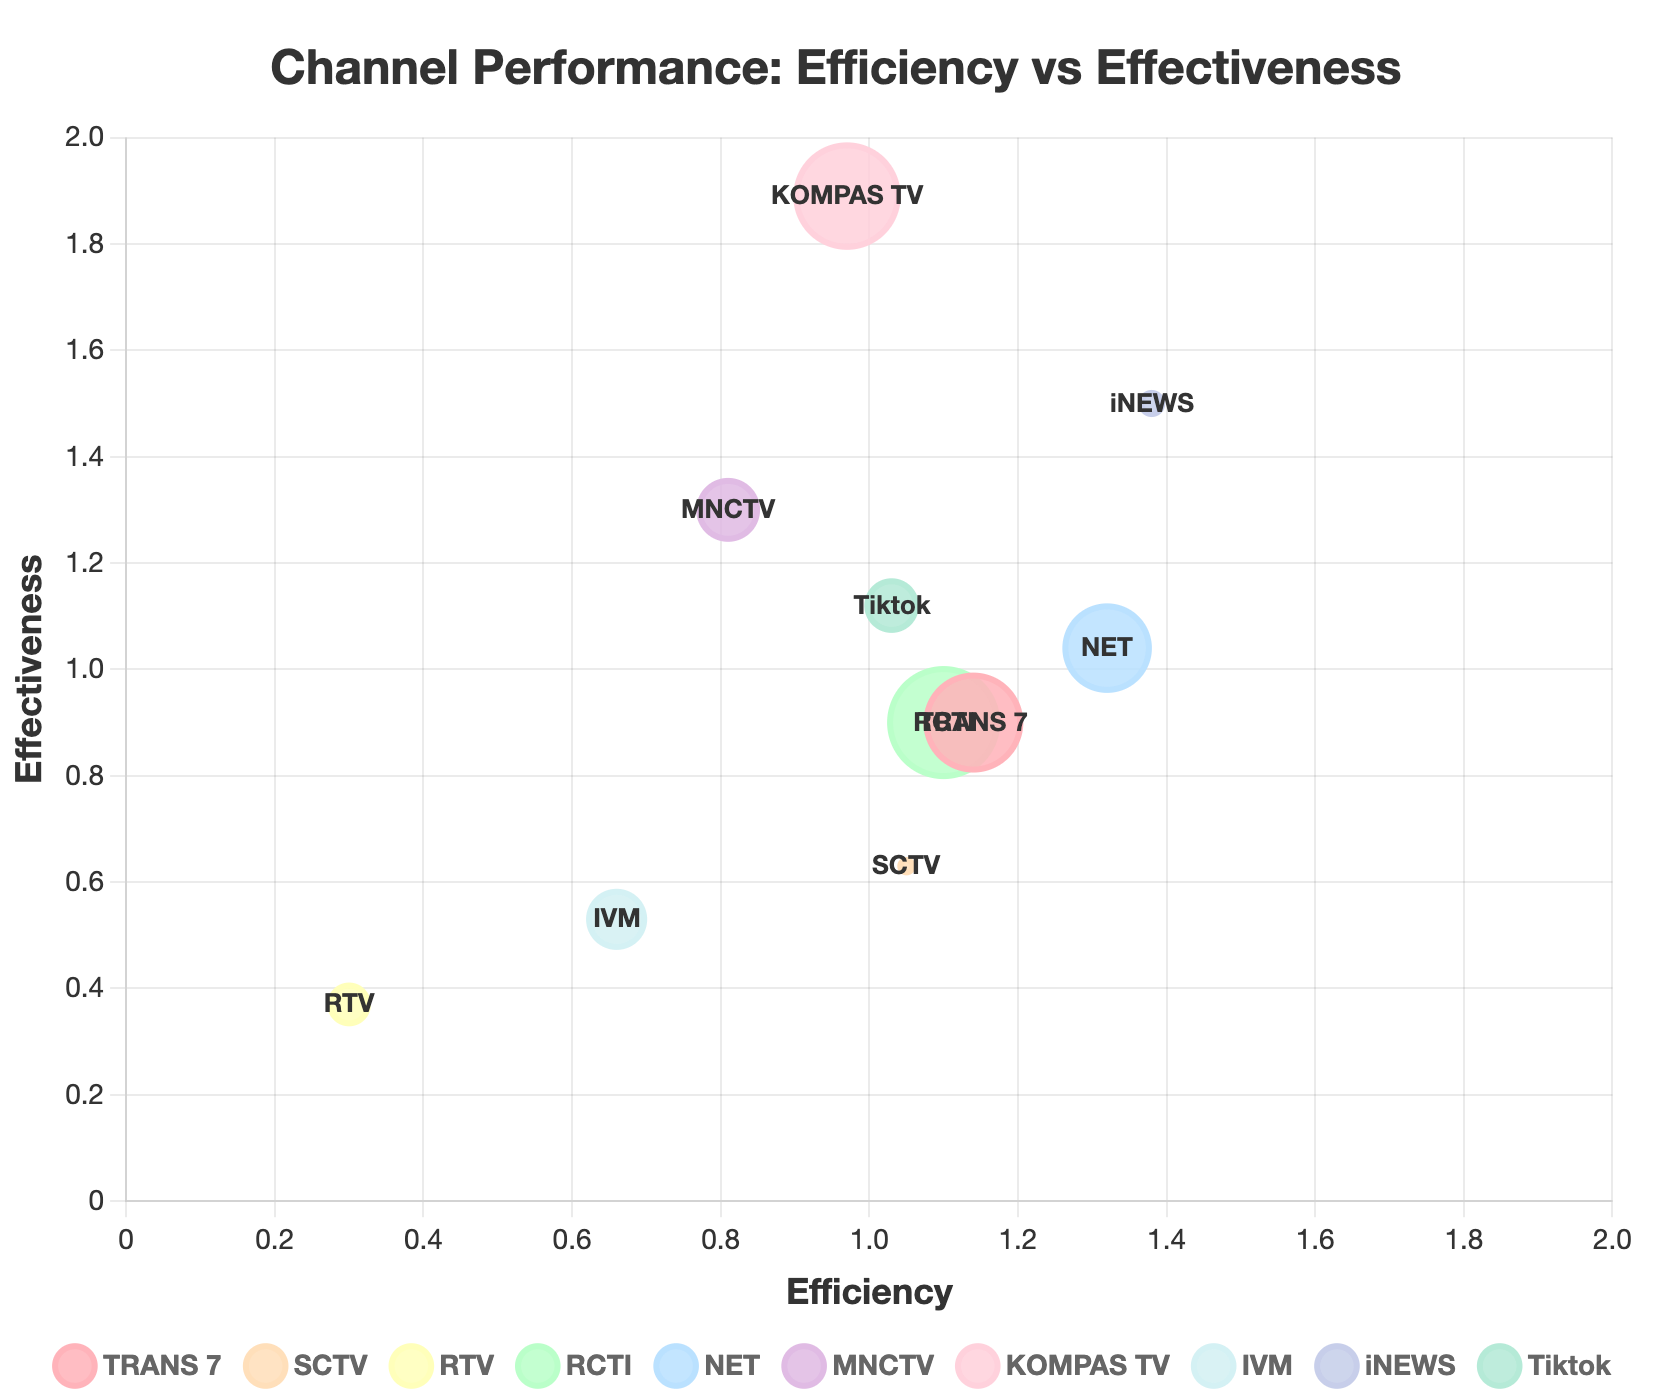 Channel Performance: Efficiency vs Effectiveness
2.0
KOMPAS TV
1.8
1.6
iNEWS
1.4
MNCTV
1.2
Tiktok
NET
1.0
RCTI
TRANS 7
0.8
SCTV
0.6
IVM
0.4
RTV
0.2
0
Effectiveness
0 0.2 0.4 0.6 0.8 1.0 1.2 1.4 1.6 1.8 2.0
Efficiency
TRANS 7 SCTV RTV RCTI NET MNCTV KOMPAS TV IVM iNEWS Tiktok